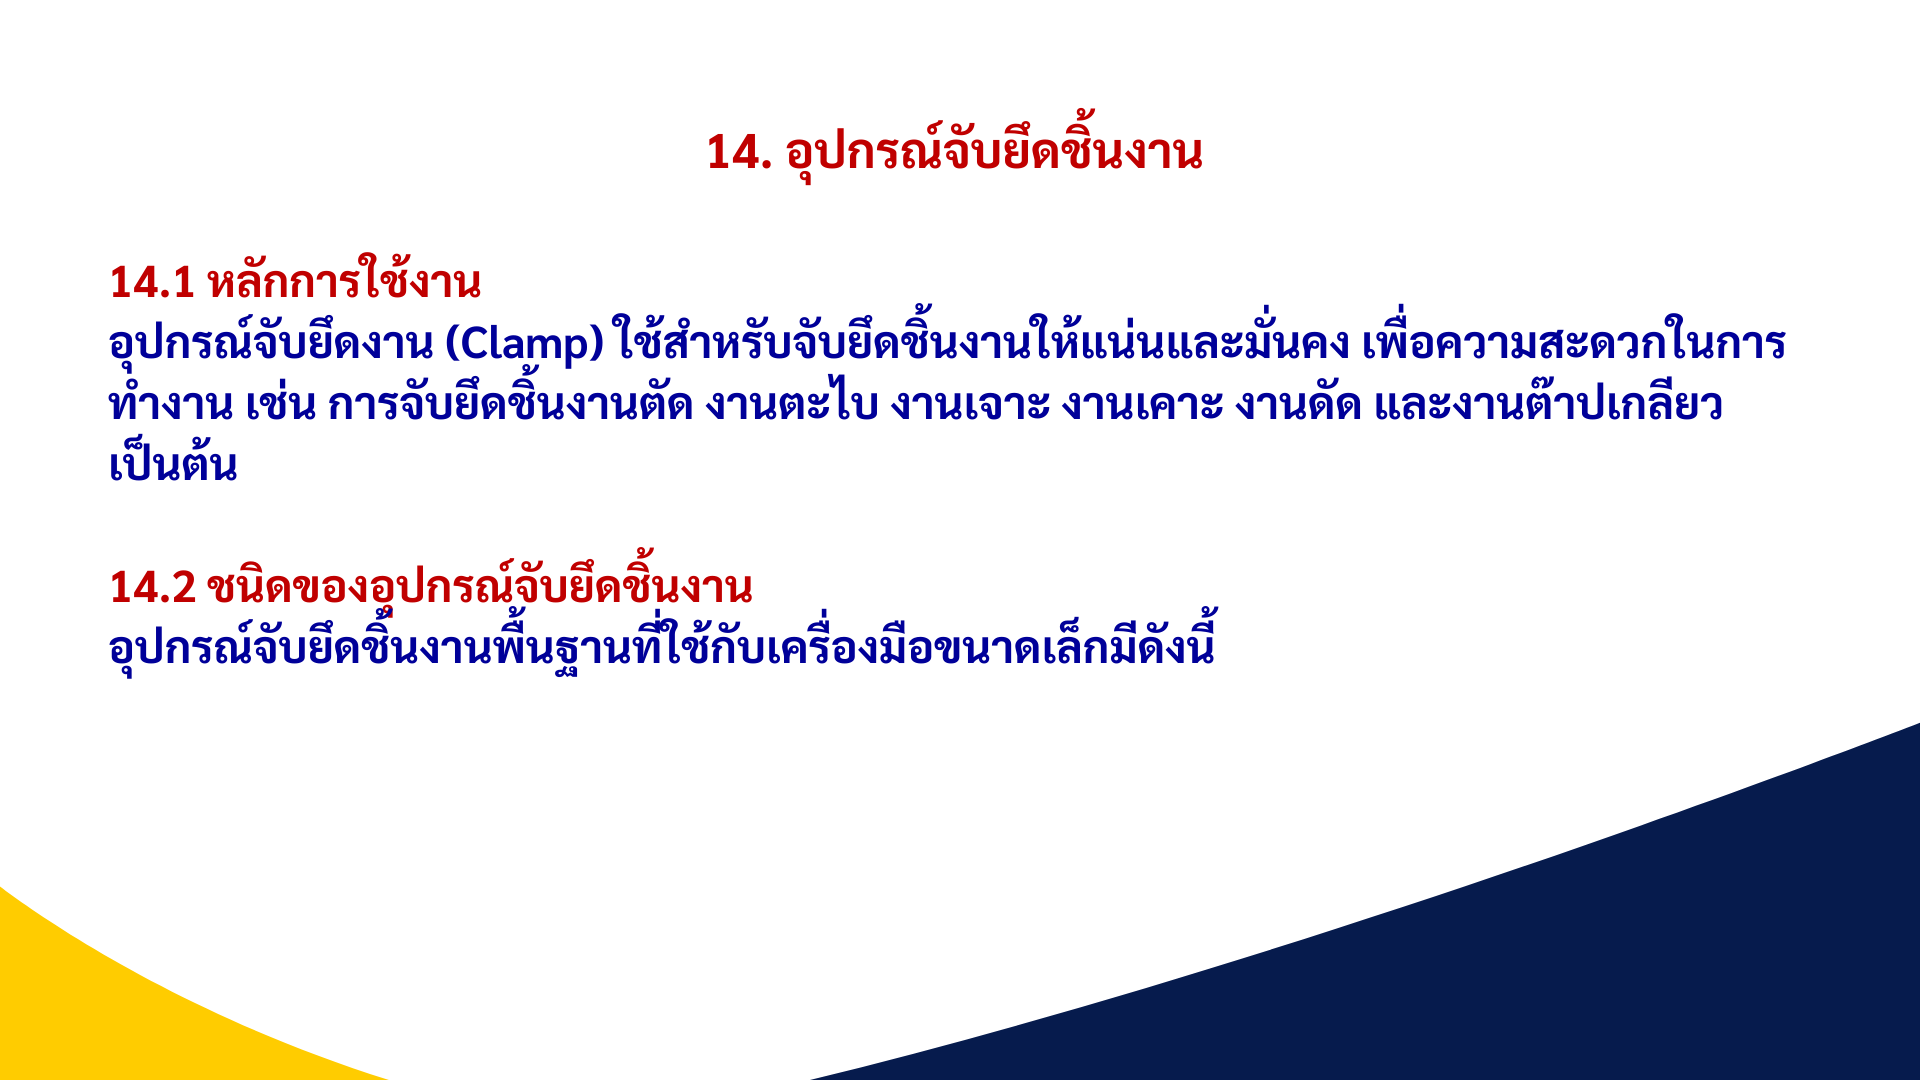 14. อุปกรณ์จับยึดชิ้นงาน
14.1 หลักการใช้งาน
อุปกรณ์จับยึดงาน (Clamp) ใช้สำหรับจับยึดชิ้นงานให้แน่นและมั่นคง เพื่อความสะดวกในการ
ทำงาน เช่น การจับยึดชิ้นงานตัด งานตะไบ งานเจาะ งานเคาะ งานดัด และงานต๊าปเกลียว
เป็นต้น
14.2 ชนิดของอุปกรณ์จับยึดชิ้นงาน
อุปกรณ์จับยึดชิ้นงานพื้นฐานที่ใช้กับเครื่องมือขนาดเล็กมีดังนี้